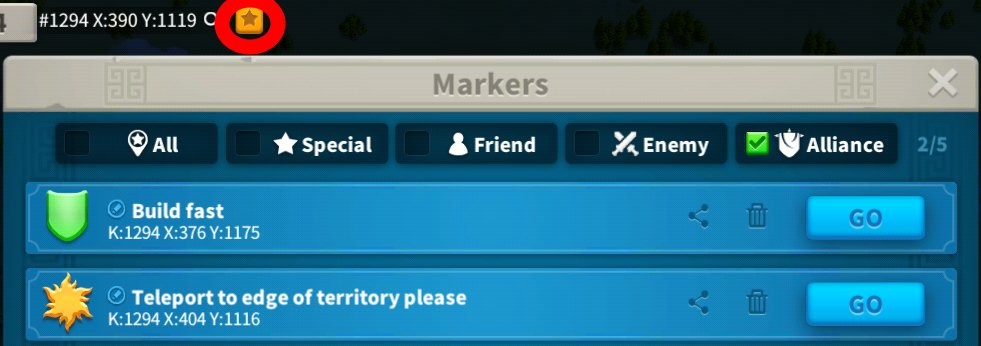 4
#1294 X:390 Y:1119
Markers
All
Special
Friend
Enemy
Alliance
2/5
Build fast
K:1294 X:376 Y:1175
GO
Teleport to edge of territory please
K:1294 X:404 Y:1116
GO